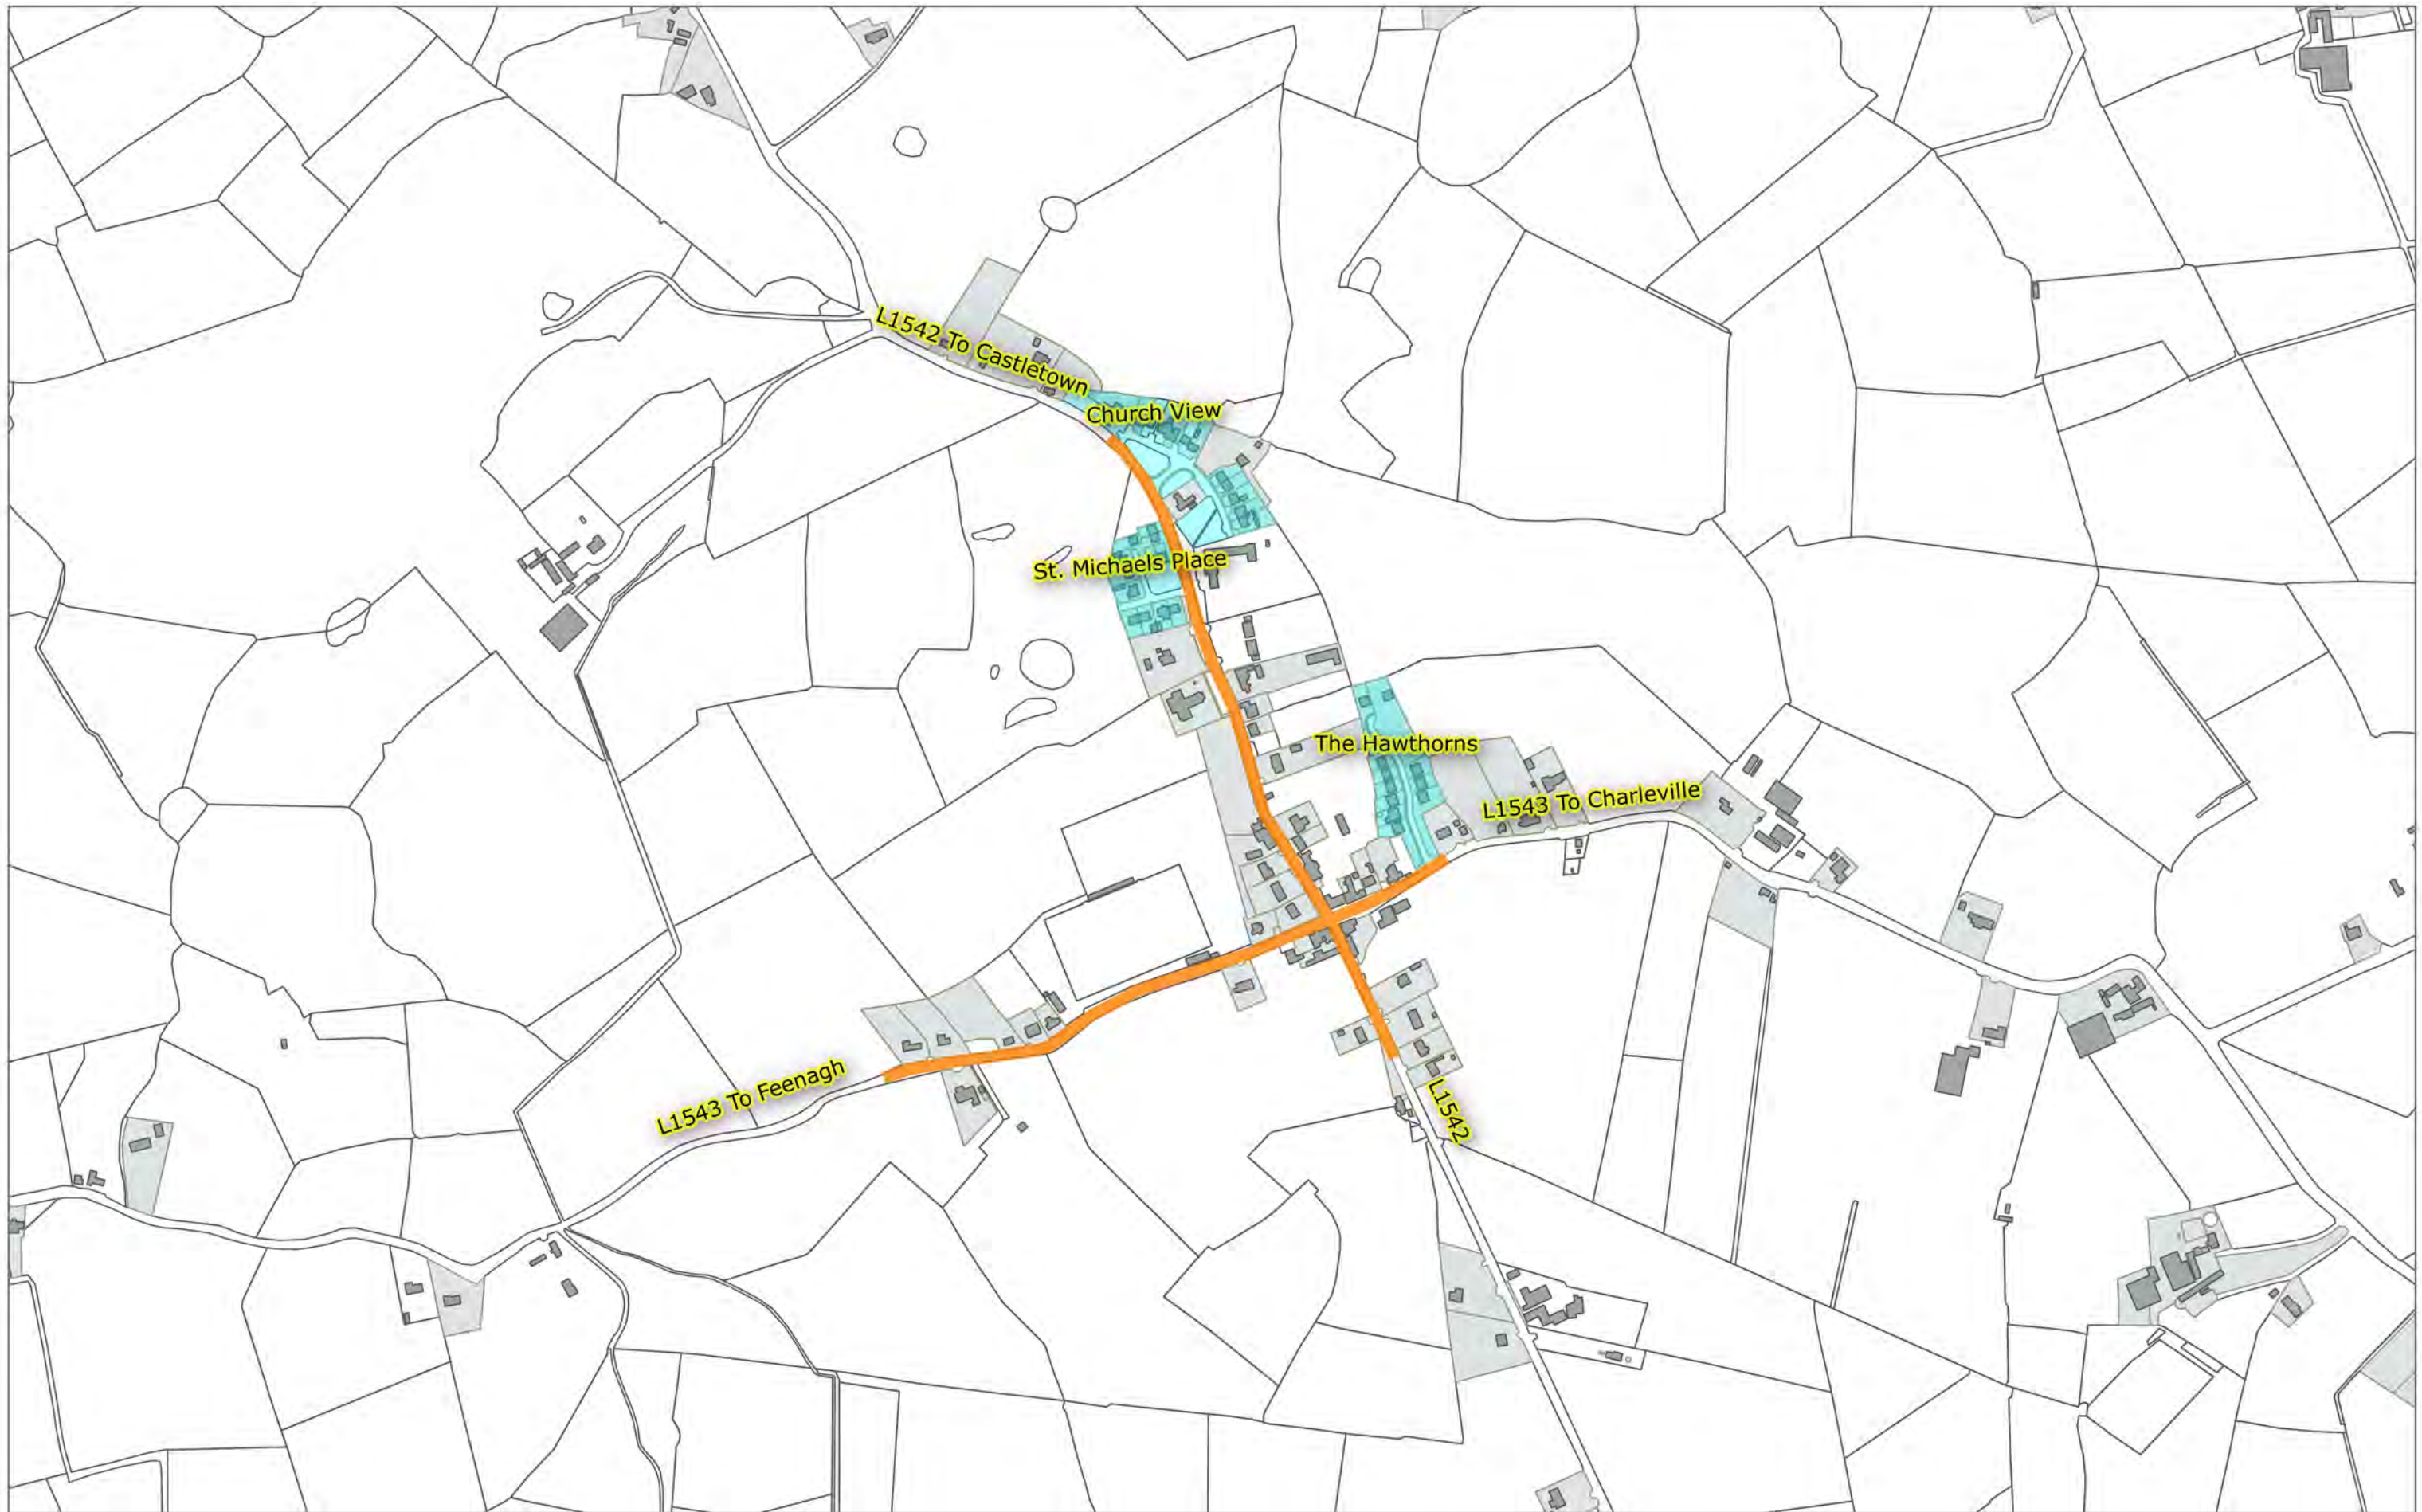 L1542 To Castletown
Church View
St. Michaels Place
The Hawthorns
L1543 To Charleville
L1543 To Feenagh
L1542